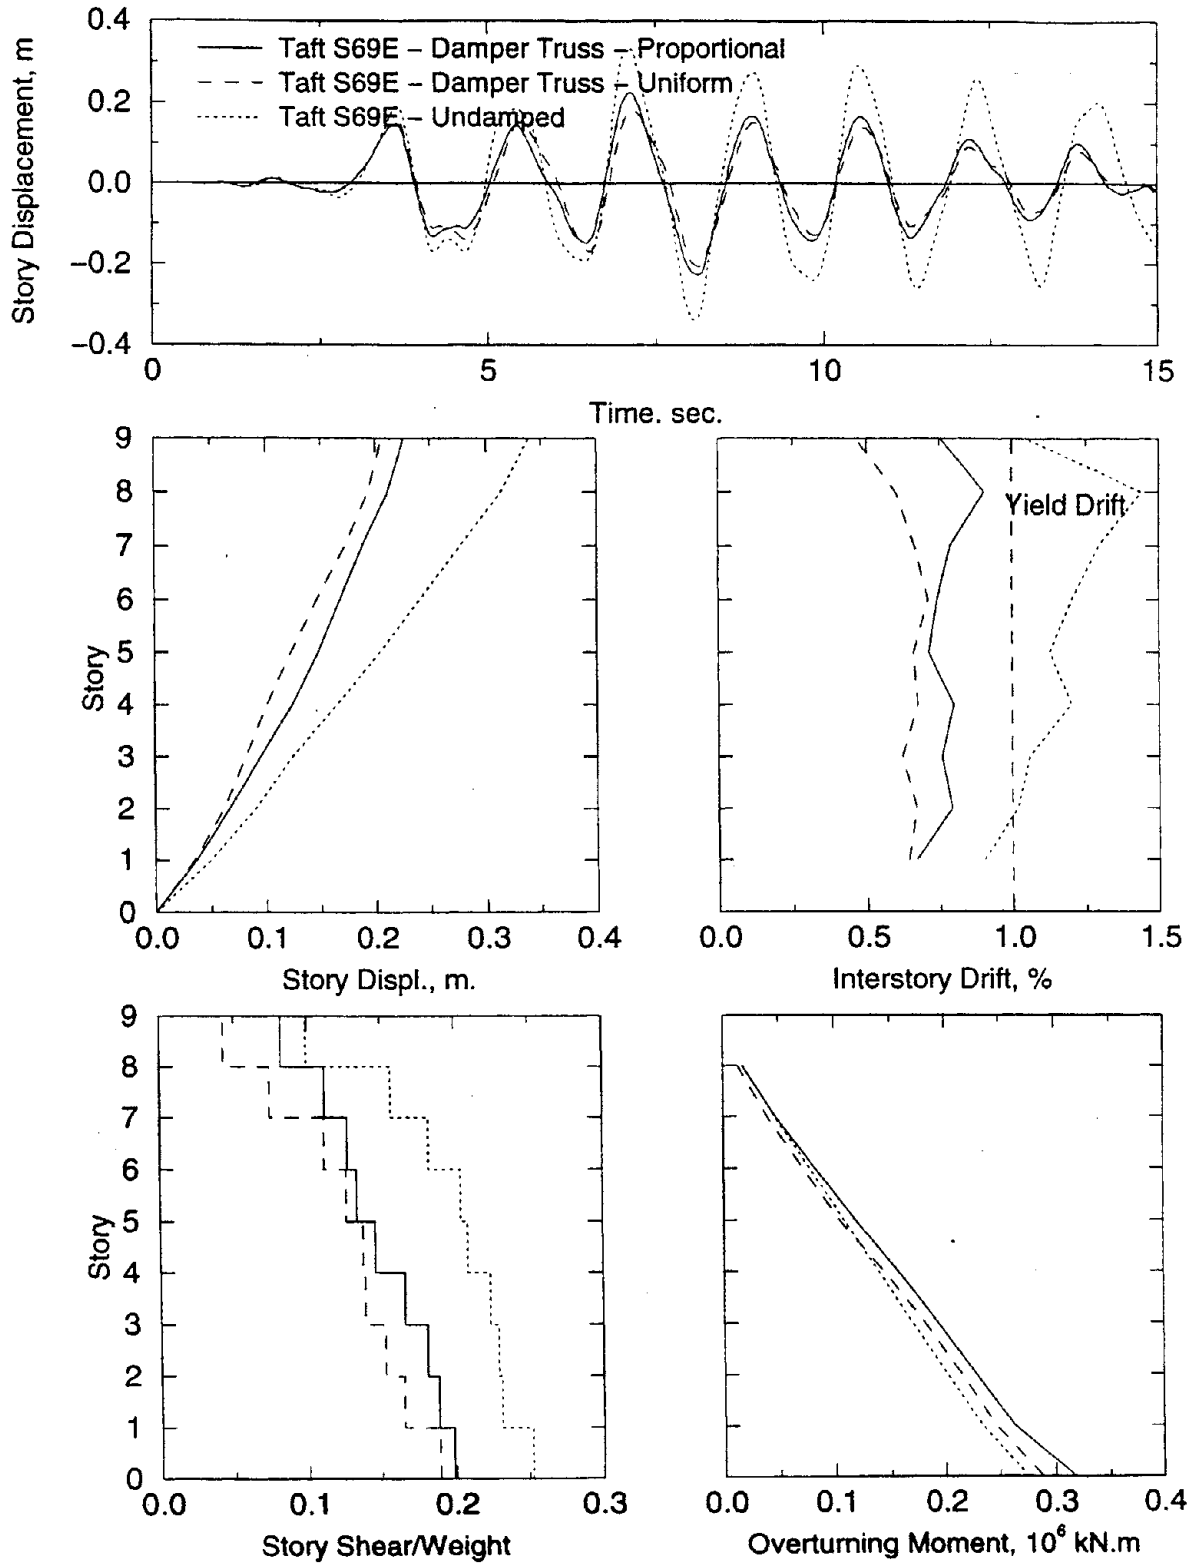 0.4
0.2
0.0
−0.2
−0.4
Story Displacement, m
Taft S69E – Damper Truss – Proportional
Taft S69E – Damper Truss – Uniform
Taft S69E – Undamped
0 5 10 15
Time. sec.
9
8
7
6
5
4
3
2
1
0
Story
0.0 0.1 0.2 0.3 0.4
Story Displ., m.
Yield Drift
0.0 0.5 1.0 1.5
Interstory Drift, %
9
8
7
6
5
4
3
2
1
0
Story
0.0 0.1 0.2 0.3
Story Shear/Weight
0.0 0.1 0.2 0.3 0.4
Overturning Moment, 10⁶ kN.m